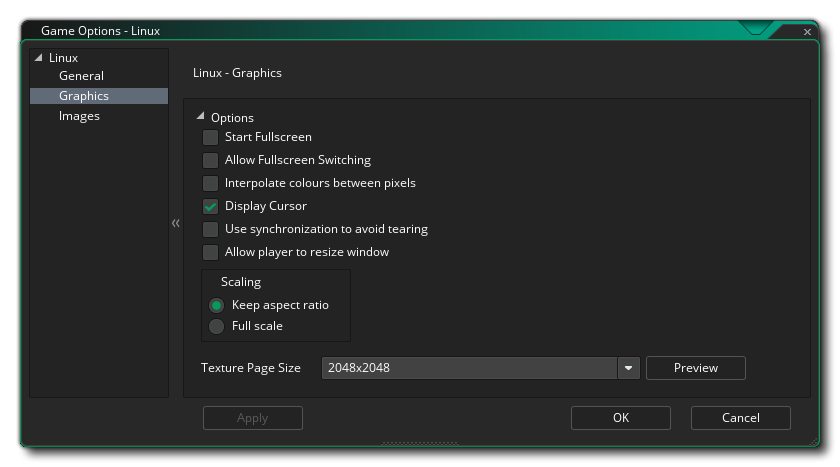 Game Options - Linux
Linux
General
Graphics
Images
Linux - Graphics
Options
Start Fullscreen
Allow Fullscreen Switching
Interpolate colours between pixels
Display Cursor
Use synchronization to avoid tearing
Allow player to resize window
Scaling
Keep aspect ratio
Full scale
Texture Page Size 2048x2048 Preview
Apply OK Cancel